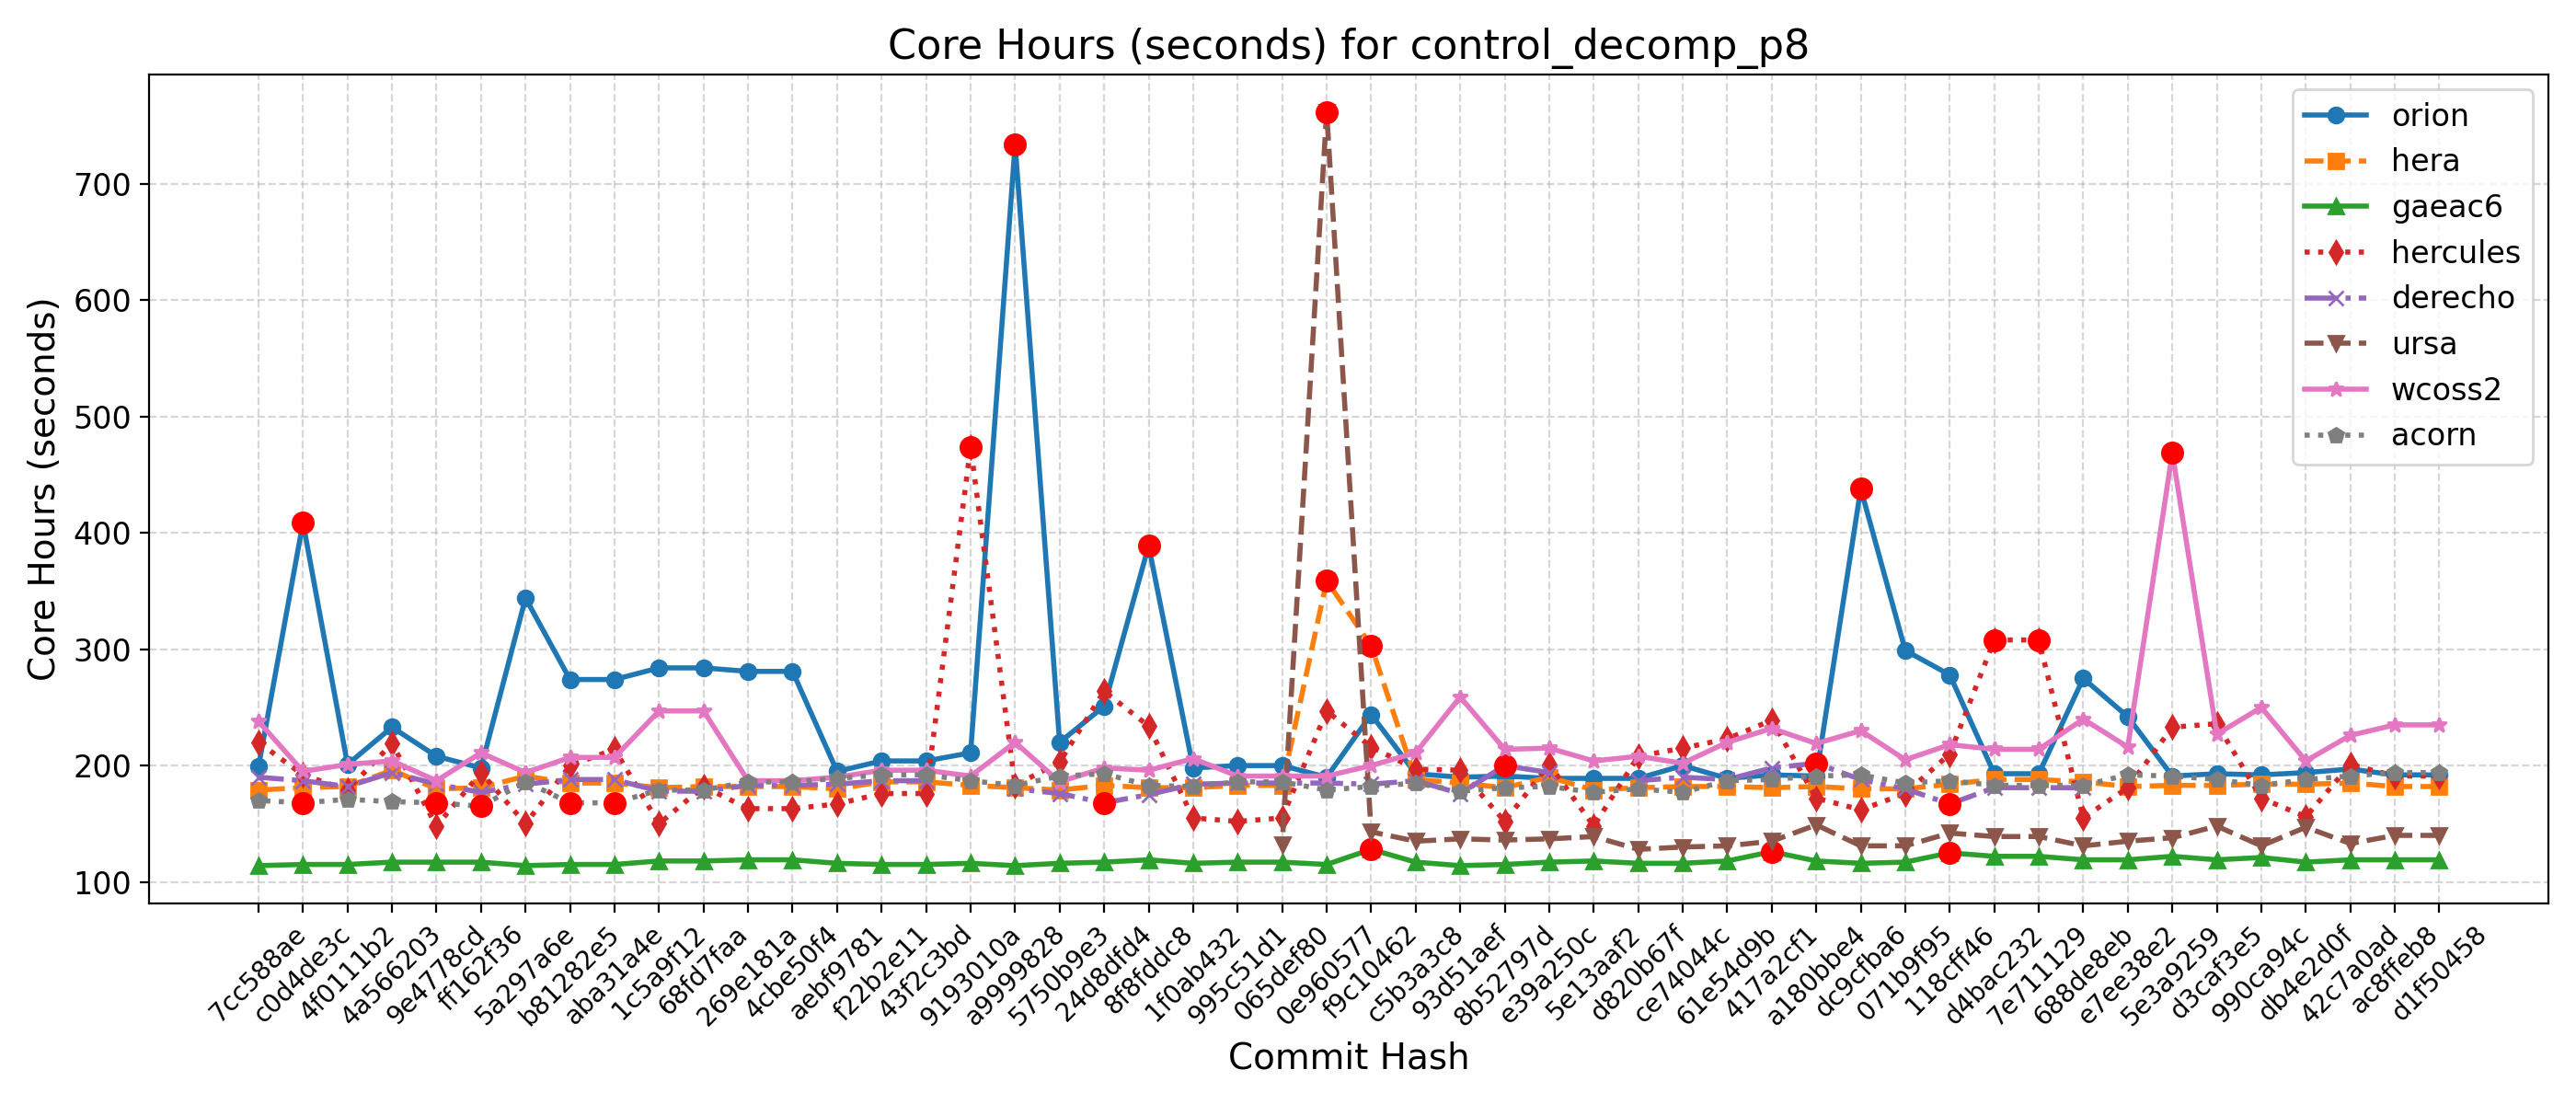 Core Hours (seconds) for control_decomp_p8
Core Hours (seconds)
700
600
500
400
300
200
100
orion
hera
gaeac6
hercules
derecho
ursa
wcoss2
acorn
7cc588ae
c0d4de3c
4f0111b2
4a566203
9e4778cd
ff162f36
5a297a6e
b81282e5
aba31a4e
1c5a9f12
68fd7faa
269e181a
4cbe50f4
aebf9781
f22b2e11
43f2c3bd
9193010a
a9999828
5750b9e3
24d8dfd4
8f8fddc8
1f0ab432
995c51d1
065def80
0e960577
f9c10462
c5b3a3c8
93d51aef
8b52797d
e39a250c
5e13aaf2
d820b67f
ce74044c
61e54d9b
417a2cf1
a180bbe4
dc9cfba6
071b9f95
118cff46
d4bac232
7e711129
688de8eb
e7ee38e2
5e3a9259
d3caf3e5
990ca94c
db4e2d0f
42c7a0ad
ac8ffeb8
d1f50458
Commit Hash